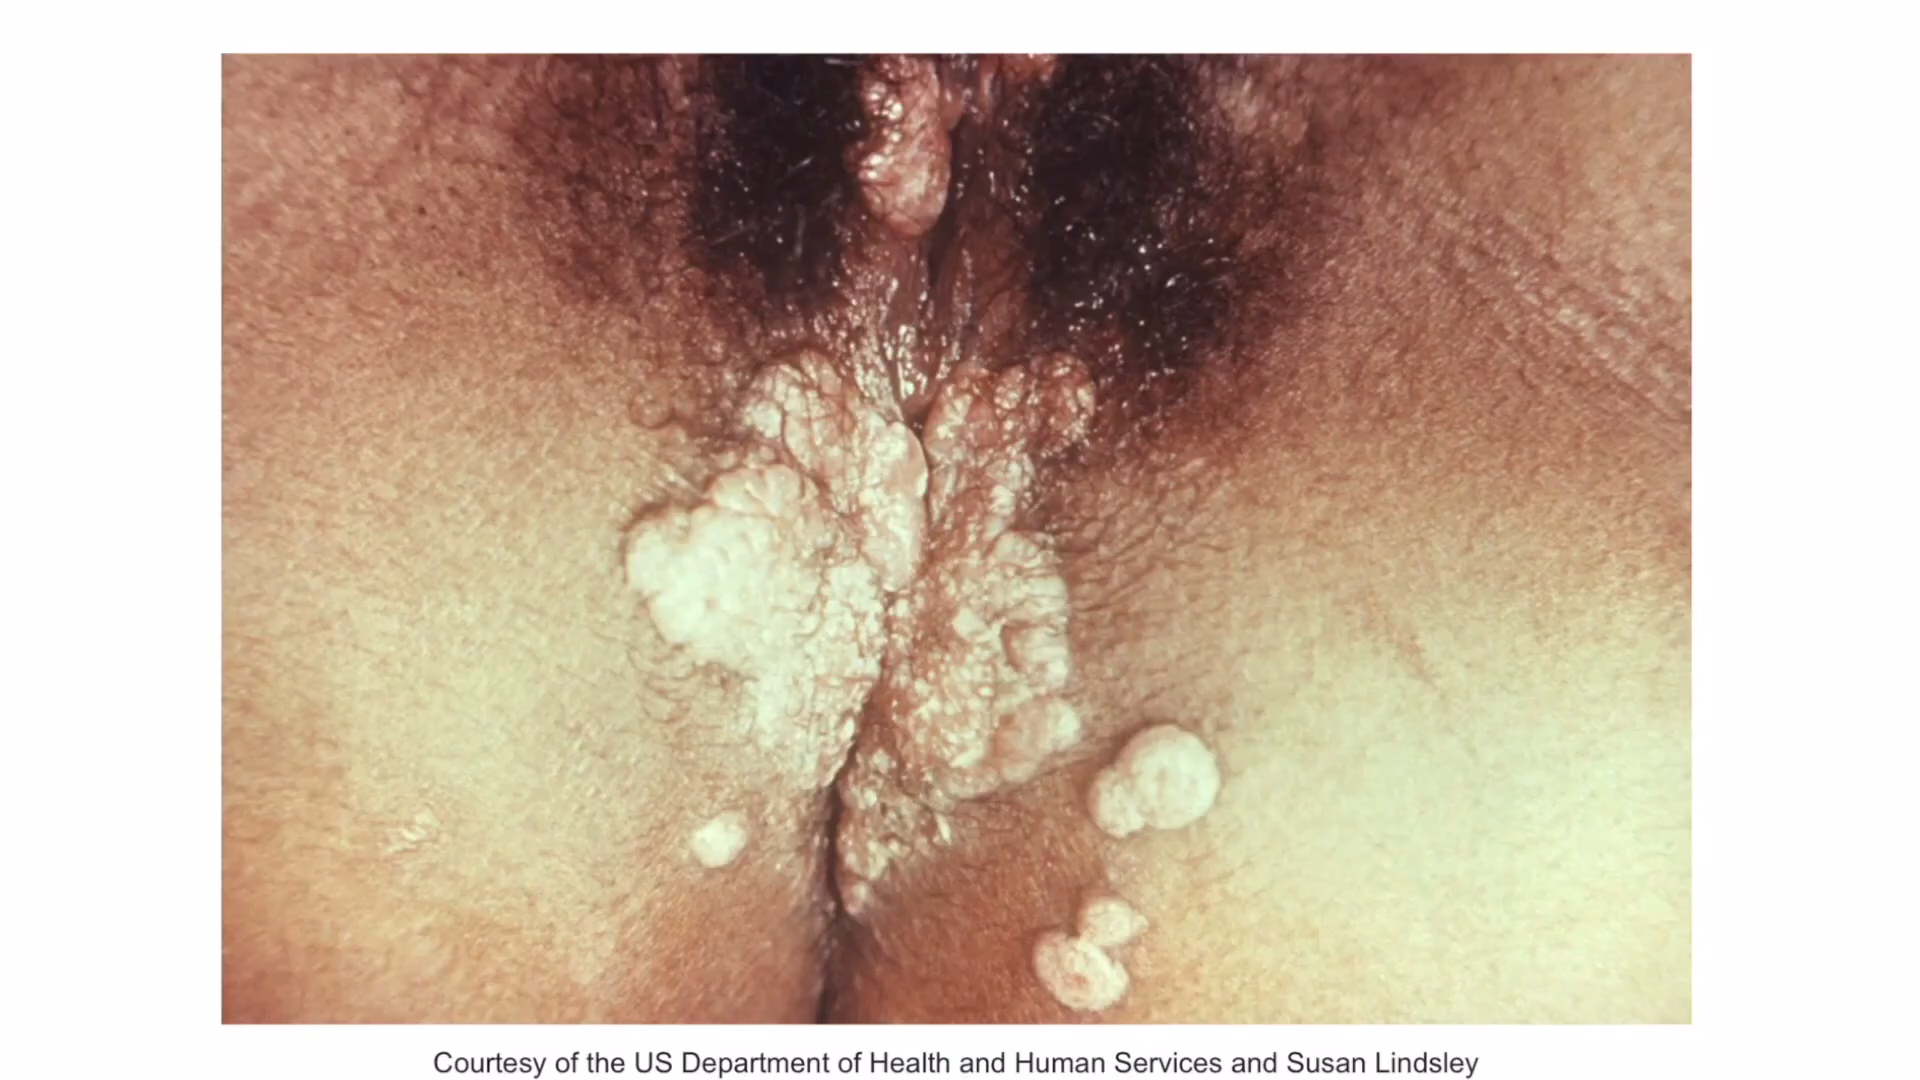 Courtesy of the US Department of Health and Human Services and Susan Lindsley